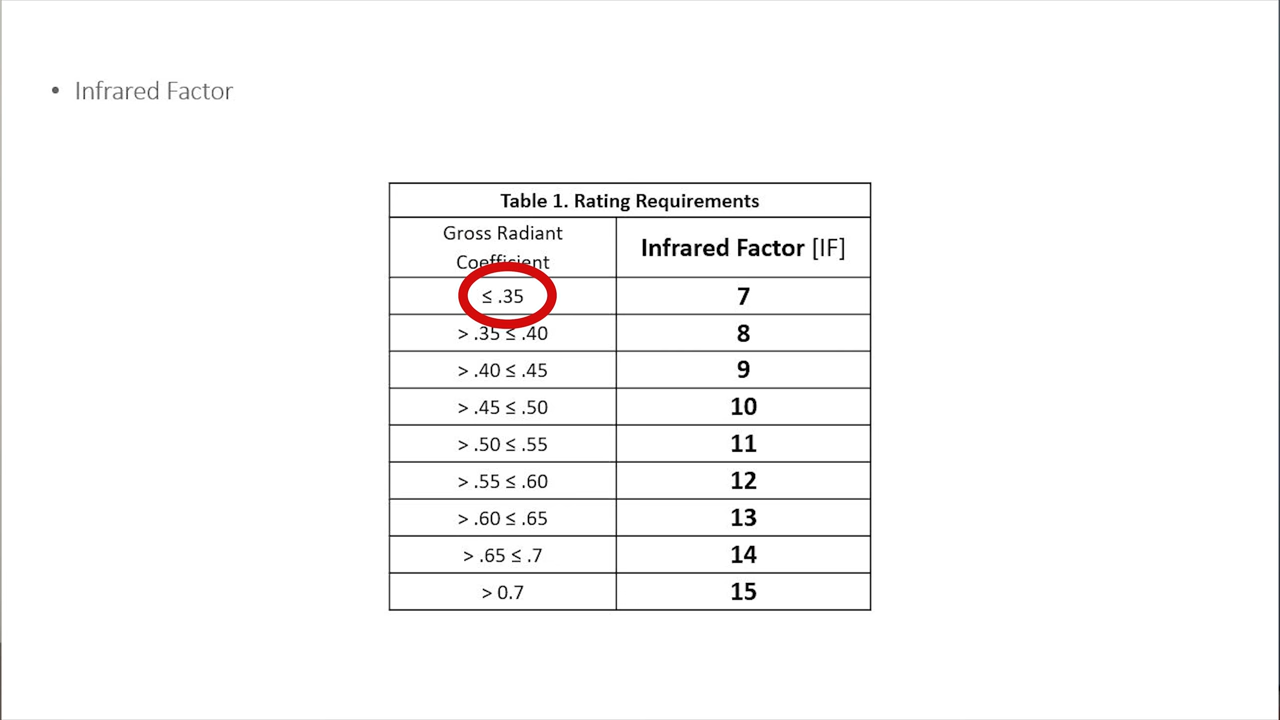 • Infrared Factor
Table 1. Rating Requirements
Gross Radiant
Coefficient
Infrared Factor [IF]
≤ .35 7
> .35 ≤ .40 8
> .40 ≤ .45 9
> .45 ≤ .50 10
> .50 ≤ .55 11
> .55 ≤ .60 12
> .60 ≤ .65 13
> .65 ≤ .7 14
> 0.7 15